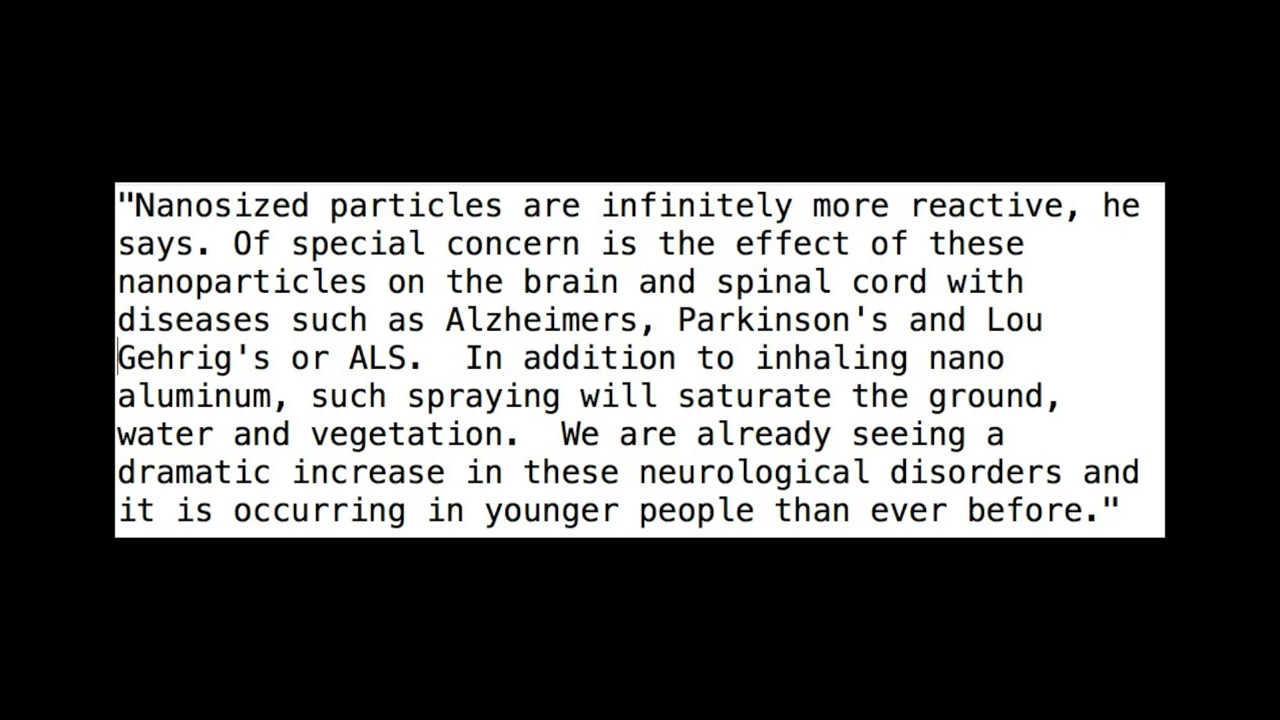 "Nanosized particles are infinitely more reactive, he
says. Of special concern is the effect of these
nanoparticles on the brain and spinal cord with
diseases such as Alzheimers, Parkinson's and Lou
Gehrig's or ALS.  In addition to inhaling nano
aluminum, such spraying will saturate the ground,
water and vegetation.  We are already seeing a
dramatic increase in these neurological disorders and
it is occurring in younger people than ever before."